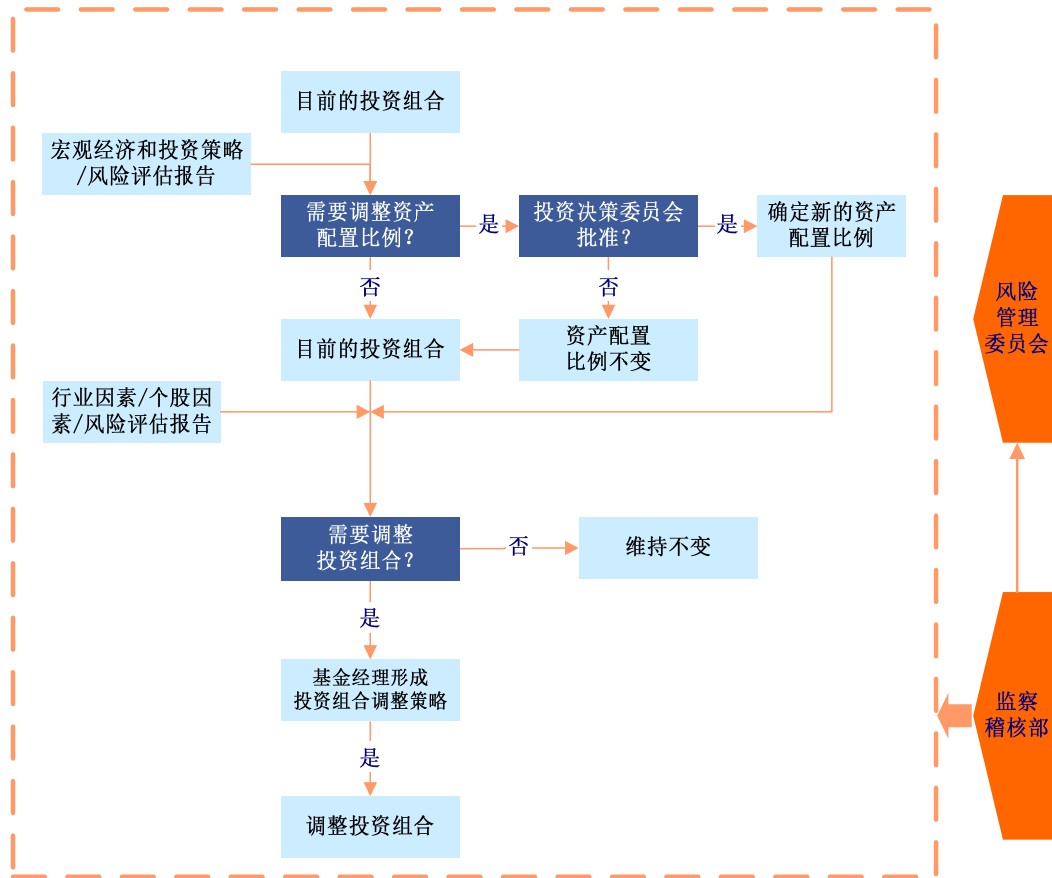 目前的投资组合
宏观经济和投资策略
/风险评估报告
需要调整资产
配置比例？
是
投资决策委员会
批准？
是
确定新的资产
配置比例
否
否
目前的投资组合
资产配置
比例不变
行业因素/个股因
素/风险评估报告
需要调整
投资组合？
否
维持不变
是
基金经理形成
投资组合调整策略
是
调整投资组合
风险
管理
委员会
监察
稽核部